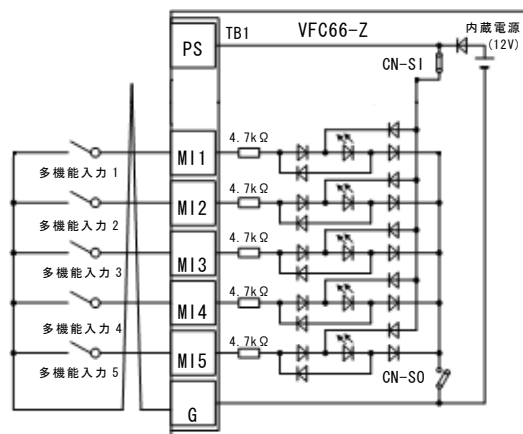 TB1 VFC66-Z
内蔵電源
(12V)
PS
CN-SI
4.7kΩ
MI1
多機能入力 1
4.7kΩ
MI2
多機能入力 2
4.7kΩ
MI3
多機能入力 3
4.7kΩ
MI4
多機能入力 4
4.7kΩ
MI5
多機能入力 5
CN-SO
G